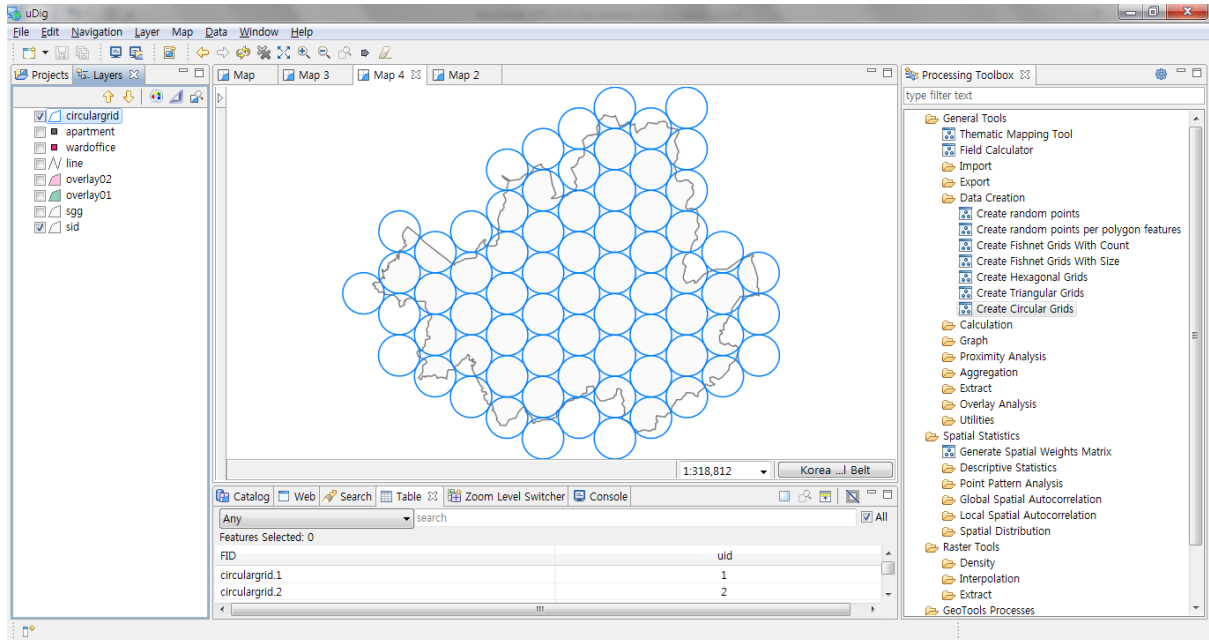 uDig
File Edit Navigation Layer Map Data Window Help
Projects Layers
circulargrid
apartment
wardoffice
line
overlay02
overlay01
sgg
sid
Map Map 3 Map 4 Map 2
1:318,812 Korea ...l Belt
Catalog Web Search Table Zoom Level Switcher Console
Any search All
Features Selected: 0
FID uid
circulargrid.1 1
circulargrid.2 2
Processing Toolbox
type filter text
General Tools
Thematic Mapping Tool
Field Calculator
Import
Export
Data Creation
Create random points
Create random points per polygon features
Create Fishnet Grids With Count
Create Fishnet Grids With Size
Create Hexagonal Grids
Create Triangular Grids
Create Circular Grids
Calculation
Graph
Proximity Analysis
Aggregation
Extract
Overlay Analysis
Utilities
Spatial Statistics
Generate Spatial Weights Matrix
Descriptive Statistics
Point Pattern Analysis
Global Spatial Autocorrelation
Local Spatial Autocorrelation
Spatial Distribution
Raster Tools
Density
Interpolation
Extract
GeoTools Processes